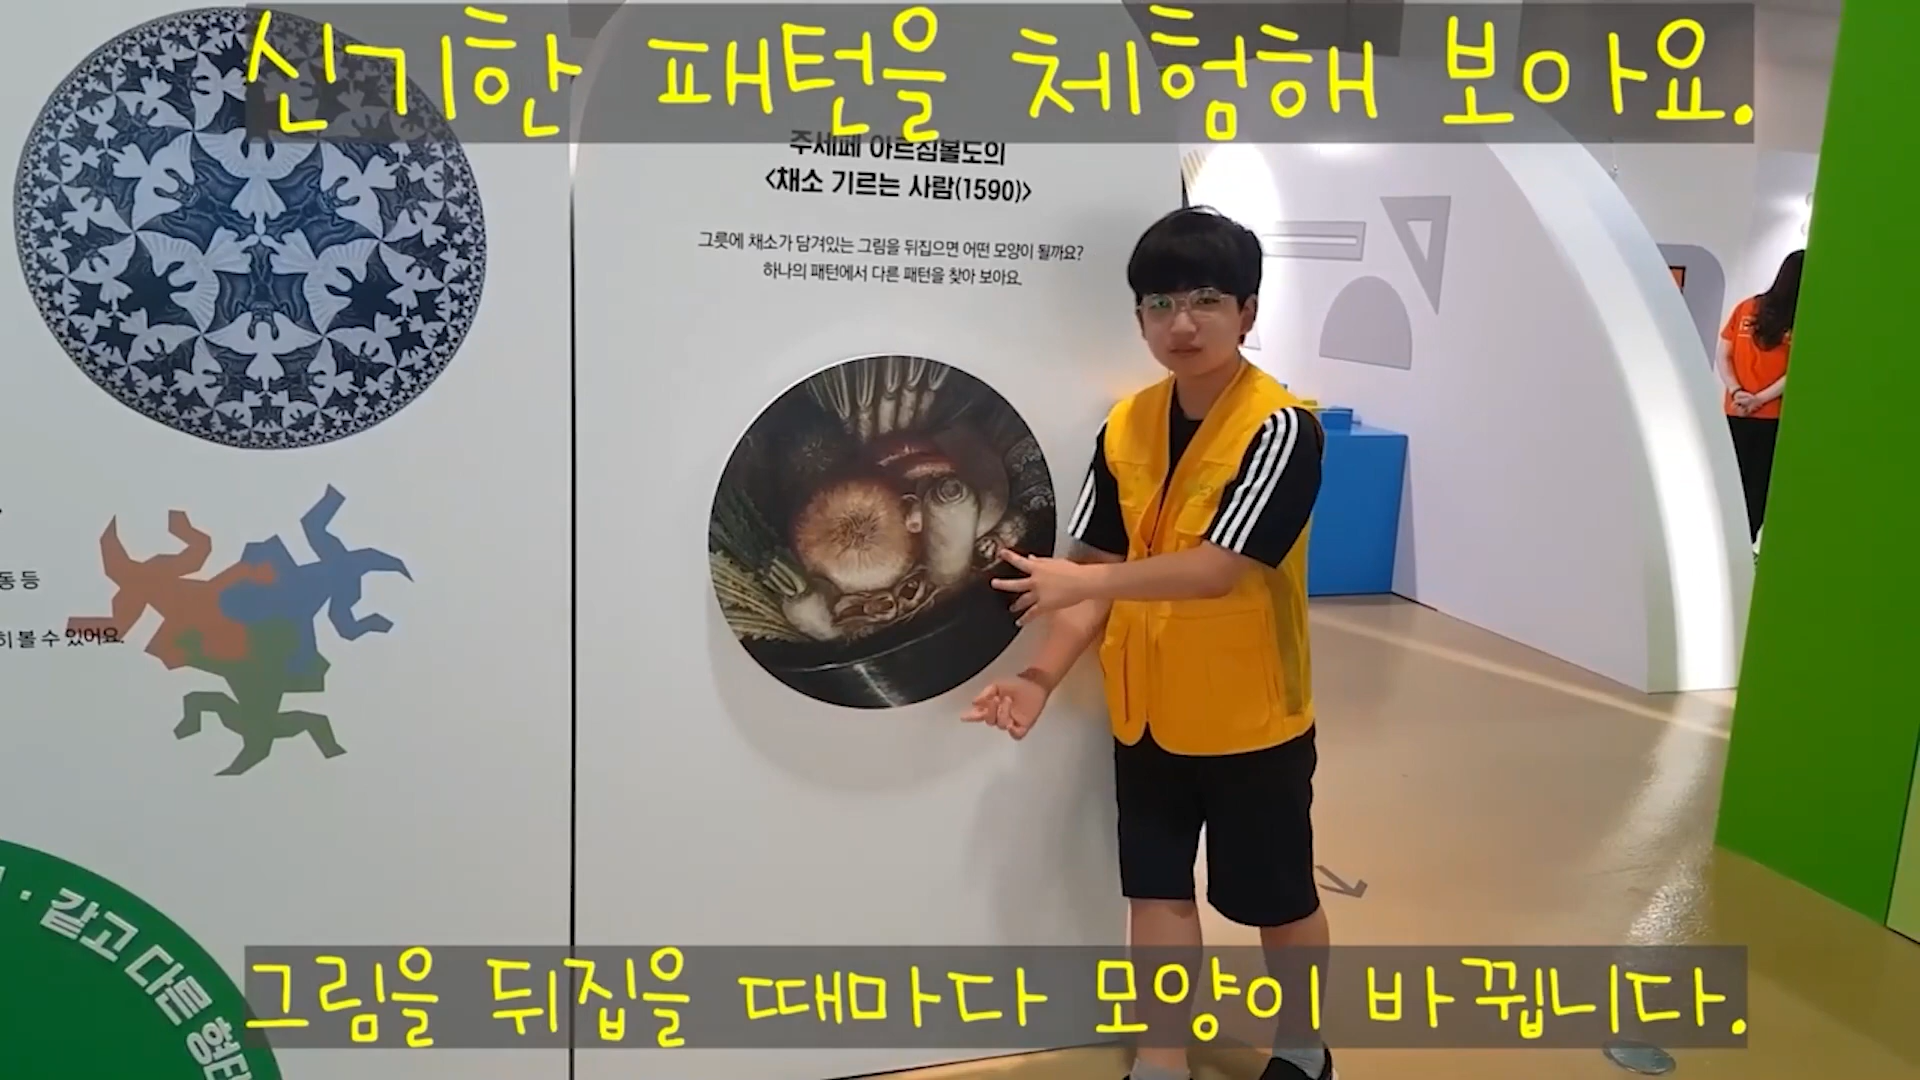 신기한 패턴을 체험해 보아요.
주세페 아르침볼도의
<채소 기르는 사람(1590)>
그릇에 채소가 담겨있는 그림을 뒤집으면 어떤 모양이 될까요?
하나의 패턴에서 다른 패턴을 찾아 보아요.
동 등
히 볼 수 있어요.
· 같고 다른 형태
그림을 뒤집을 때마다 모양이 바뀝니다.